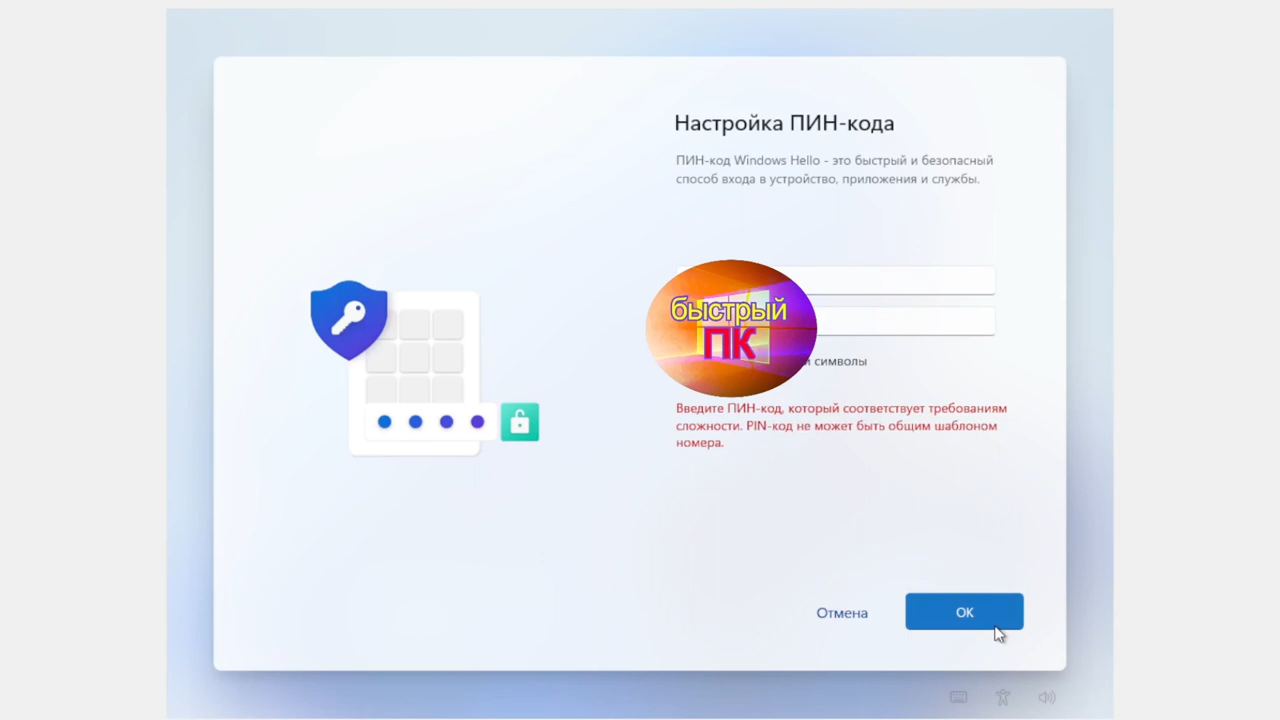 Настройка ПИН-кода
ПИН-код Windows Hello - это быстрый и безопасный
способ входа в устройство, приложения и службы.
быстрый
ПК
символы
Введите ПИН-код, который соответствует требованиям
сложности. PIN-код не может быть общим шаблоном
номера.
Отмена
ОК